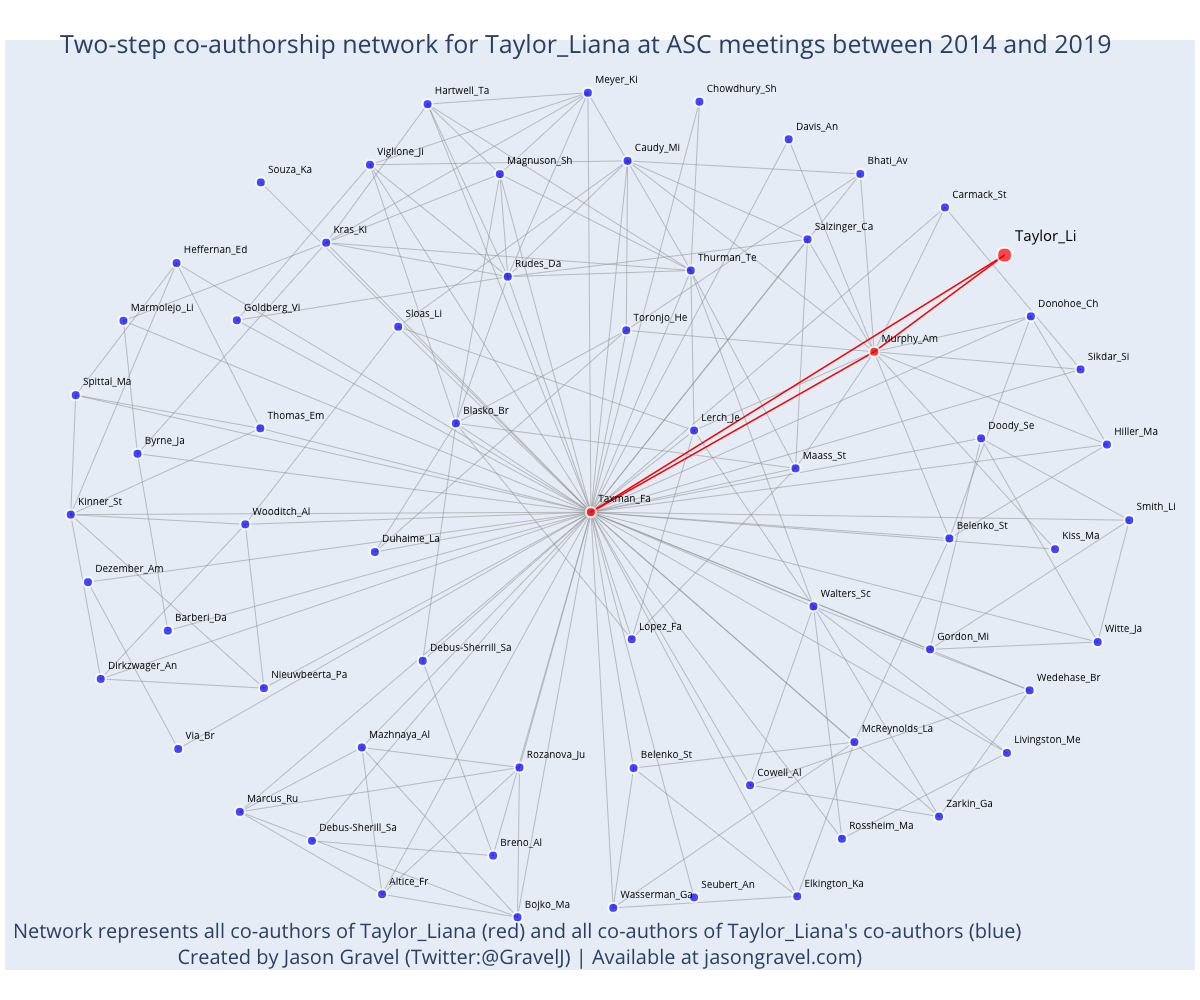 Two-step co-authorship network for Taylor_Liana at ASC meetings between 2014 and 2019
Meyer_Ki
Hartwell_Ta
Chowdhury_Sh
Davis_An
Viglione_Ji
Magnuson_Sh
Caudy_Mi
Bhati_Av
Souza_Ka
Carmack_St
Kras_Ki
Salzinger_Ca
Taylor_Li
Heffernan_Ed
Rudes_Da
Thurman_Te
Marmolejo_Li
Goldberg_Vi
Sloas_Li
Toronjo_He
Donohoe_Ch
Murphy_Am
Sikdar_Si
Spittal_Ma
Thomas_Em
Blasko_Br
Lerch_Je
Doody_Se
Hiller_Ma
Byrne_Ja
Maass_St
Kinner_St
Wooditch_Al
Taxman_Fa
Smith_Li
Duhaime_La
Belenko_St
Kiss_Ma
Dezember_Am
Walters_Sc
Barberi_Da
Lopez_Fa
Gordon_Mi
Witte_Ja
Dirkzwager_An
Nieuwbeerta_Pa
Debus-Sherrill_Sa
Wedehase_Br
Via_Br
Mazhnaya_Al
Rozanova_Ju
Belenko_St
McReynolds_La
Livingston_Me
Cowell_Al
Marcus_Ru
Debus-Sherill_Sa
Breno_Al
Rossheim_Ma
Zarkin_Ga
Altice_Fr
Bojko_Ma
Wasserman_Ga
Seubert_An
Elkington_Ka
Network represents all co-authors of Taylor_Liana (red) and all co-authors of Taylor_Liana's co-authors (blue)
Created by Jason Gravel (Twitter:@GravelJ) | Available at jasongravel.com)